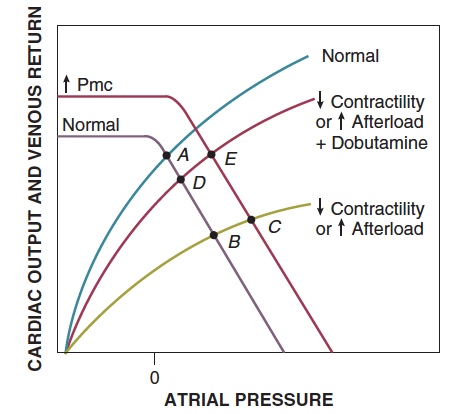 CARDIAC OUTPUT AND VENOUS RETURN
Normal
↑ Pmc
↓ Contractility
or ↑ Afterload
+ Dobutamine
Normal
A
E
D
↓ Contractility
or ↑ Afterload
C
B
0
ATRIAL PRESSURE